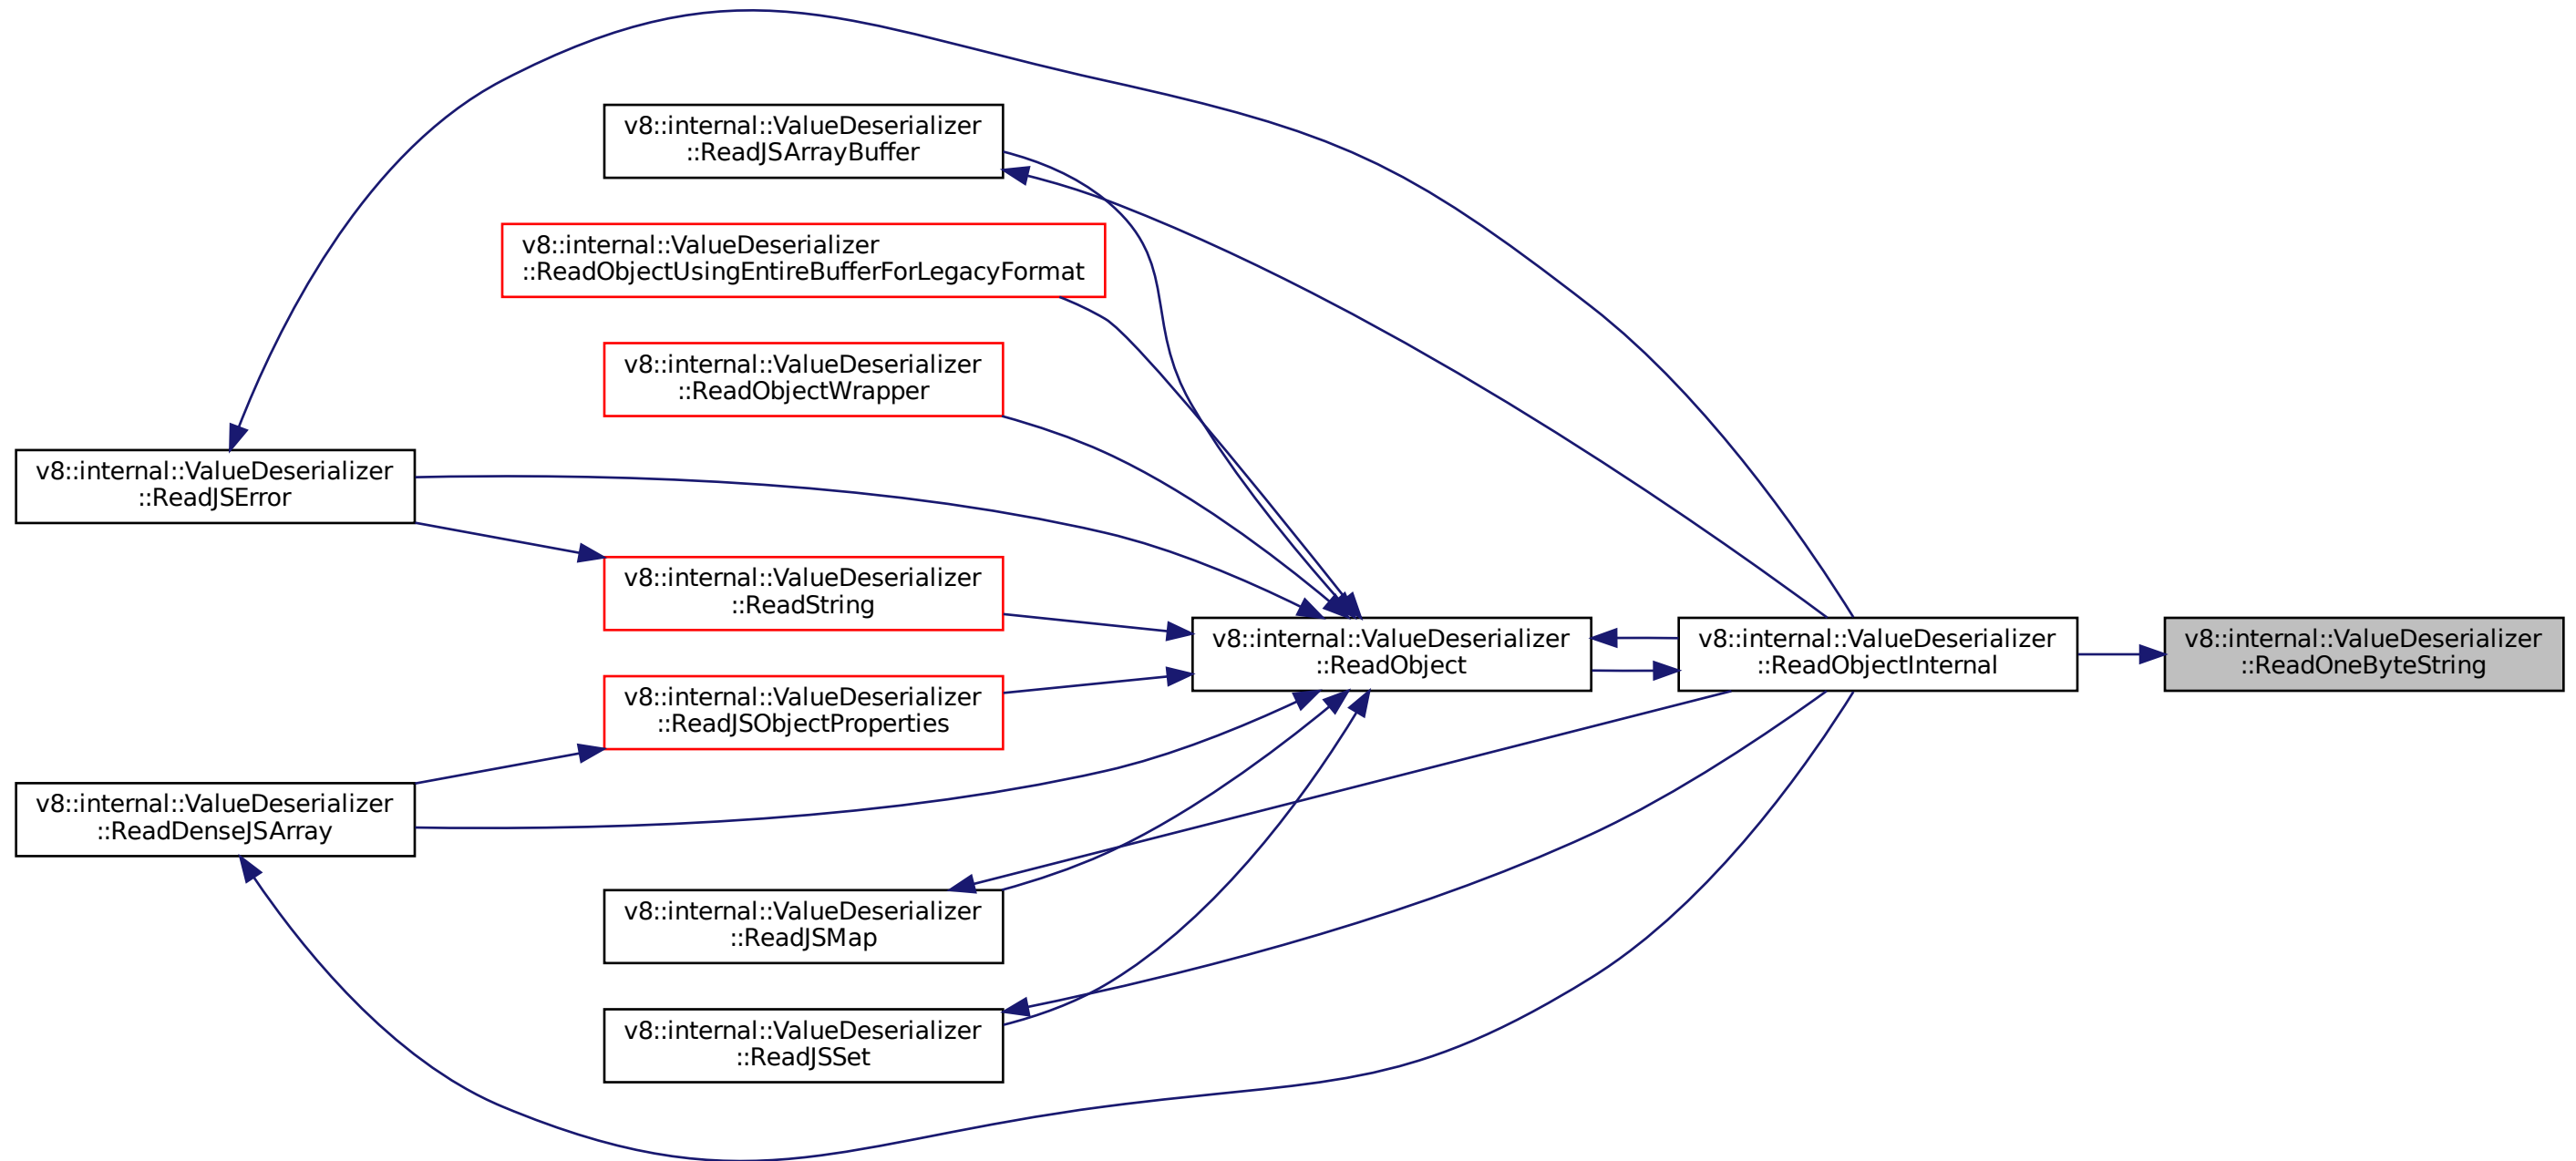 v8::internal::ValueDeserializer
::ReadJSArrayBuffer
v8::internal::ValueDeserializer
::ReadObjectUsingEntireBufferForLegacyFormat
v8::internal::ValueDeserializer
::ReadObjectWrapper
v8::internal::ValueDeserializer
::ReadJSError
v8::internal::ValueDeserializer
::ReadString
v8::internal::ValueDeserializer
::ReadObject
v8::internal::ValueDeserializer
::ReadObjectInternal
v8::internal::ValueDeserializer
::ReadOneByteString
v8::internal::ValueDeserializer
::ReadJSObjectProperties
v8::internal::ValueDeserializer
::ReadDenseJSArray
v8::internal::ValueDeserializer
::ReadJSMap
v8::internal::ValueDeserializer
::ReadJSSet